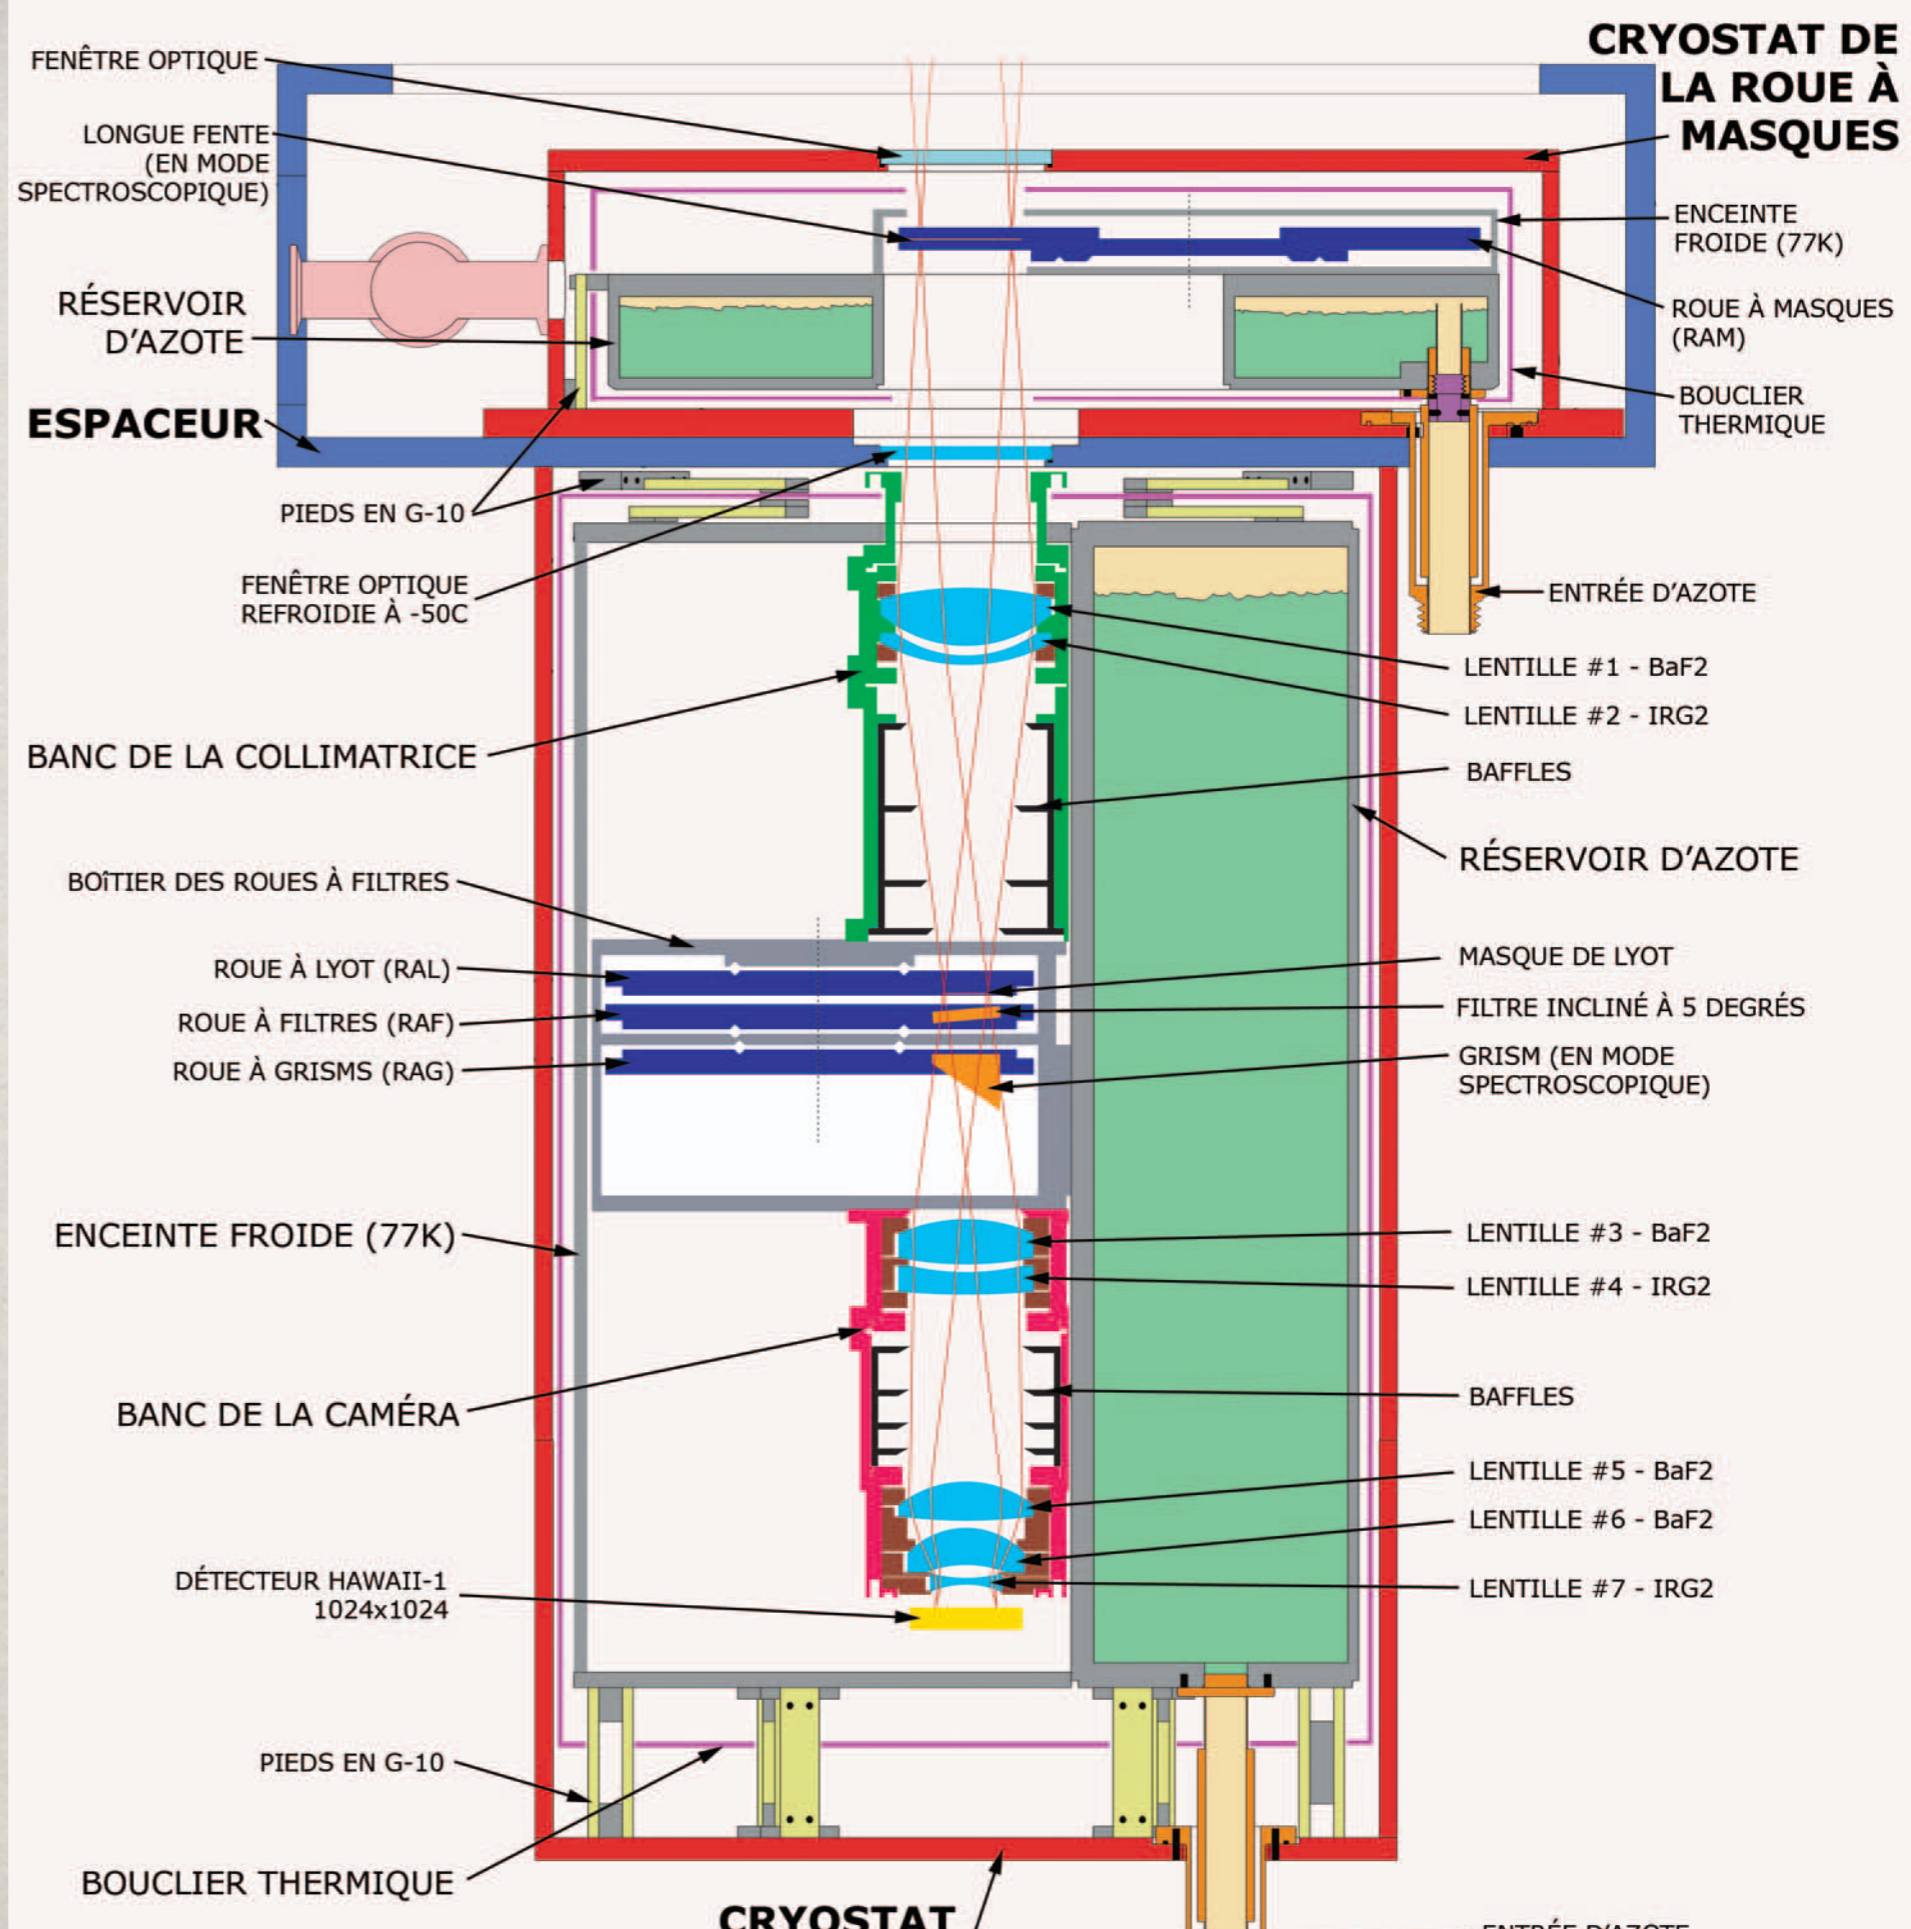 FENÊTRE OPTIQUE
LONGUE FENTE
(EN MODE
SPECTROSCOPIQUE)
RÉSERVOIR
D'AZOTE
ESPACEUR
PIEDS EN G-10
FENÊTRE OPTIQUE
REFROIDIE À -50C
BANC DE LA COLLIMATRICE
BOîTIER DES ROUES À FILTRES
ROUE À LYOT (RAL)
ROUE À FILTRES (RAF)
ROUE À GRISMS (RAG)
ENCEINTE FROIDE (77K)
BANC DE LA CAMÉRA
DÉTECTEUR HAWAII-1
1024x1024
PIEDS EN G-10
BOUCLIER THERMIQUE
CRYOSTAT
CRYOSTAT DE
LA ROUE À
MASQUES
ENCEINTE
FROIDE (77K)
ROUE À MASQUES
(RAM)
BOUCLIER
THERMIQUE
ENTRÉE D'AZOTE
LENTILLE #1 - BaF2
LENTILLE #2 - IRG2
BAFFLES
RÉSERVOIR D'AZOTE
MASQUE DE LYOT
FILTRE INCLINÉ À 5 DEGRÉS
GRISM (EN MODE
SPECTROSCOPIQUE)
LENTILLE #3 - BaF2
LENTILLE #4 - IRG2
BAFFLES
LENTILLE #5 - BaF2
LENTILLE #6 - BaF2
LENTILLE #7 - IRG2
ENTRÉE D'AZOTE